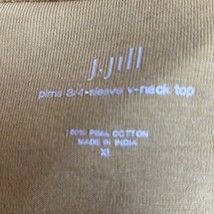 J.Jill
pima 3/4-sleeve v-neck top
100% PIMA COTTON
MADE IN INDIA
XL